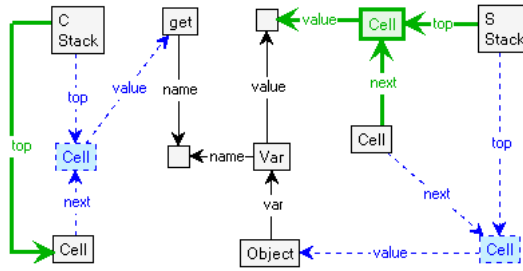 C
Stack
get
value
Cell
top
S
Stack
top
value
value
next
top
name
top
Cell
Cell
name
Var
next
next
var
Cell
Object
value
Cell